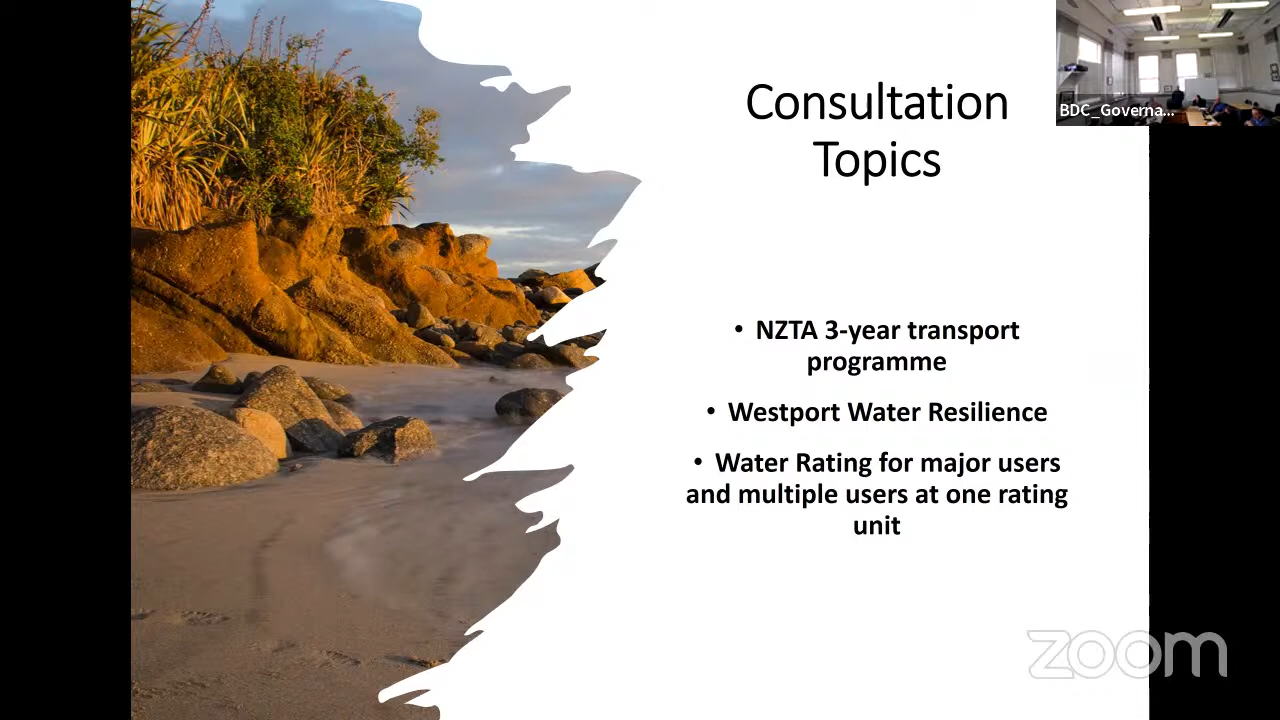 Consultation
Topics
BDC_Governa...
• NZTA 3-year transport
programme
• Westport Water Resilience
• Water Rating for major users
and multiple users at one rating
unit
zoom